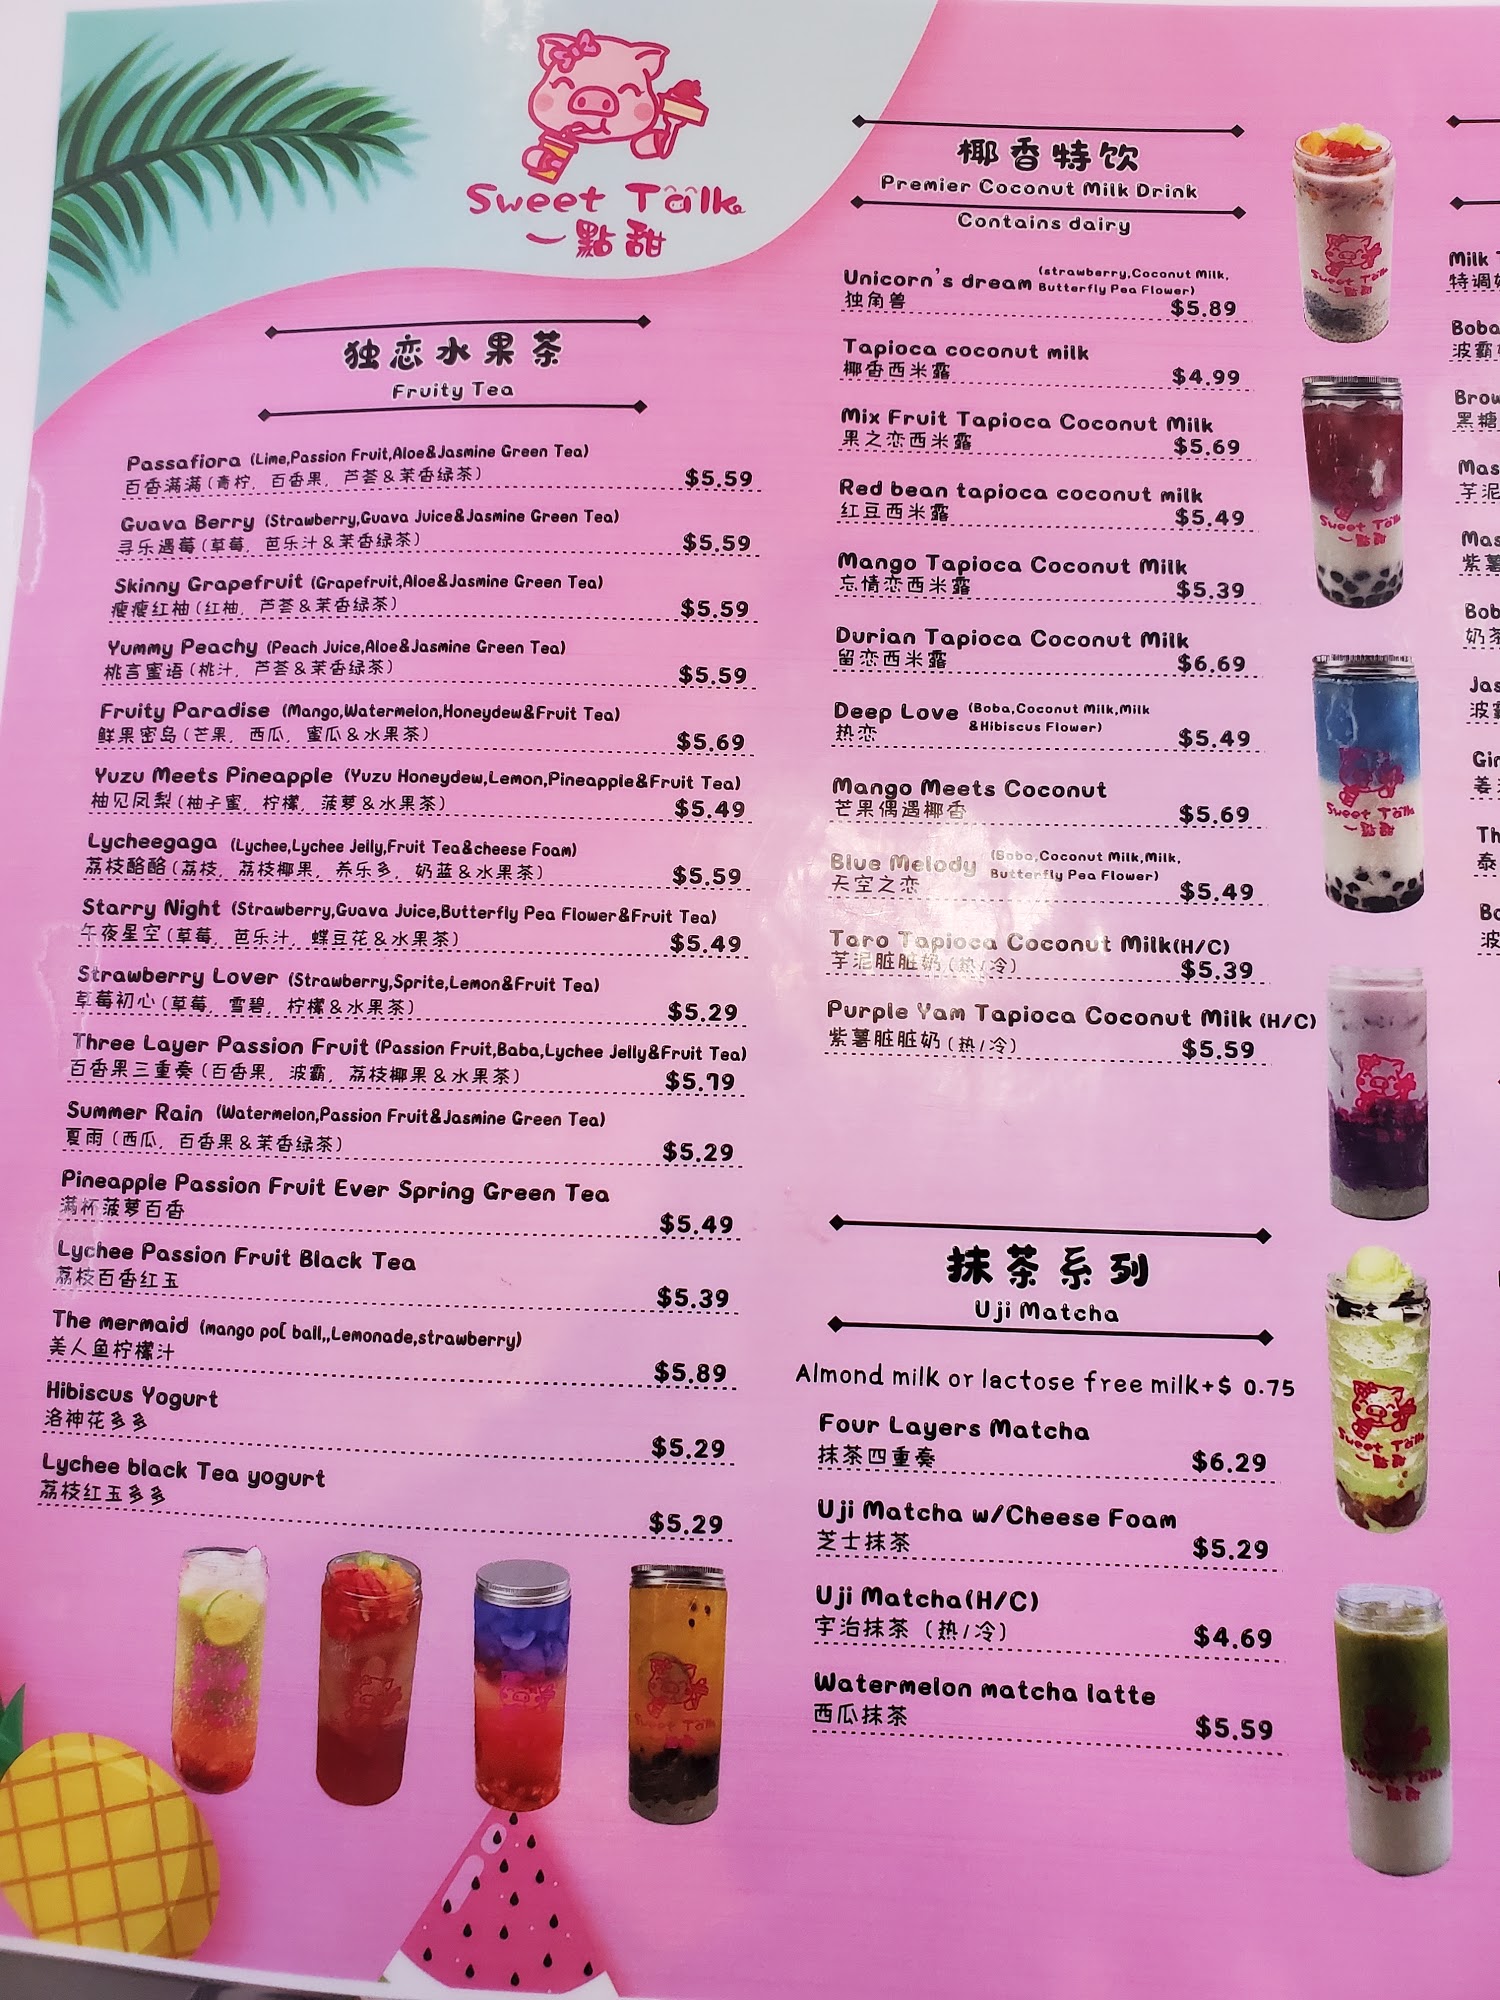 Sweet Talk
一點甜
独恋水果茶
Fruity Tea
Passafiora (Lime,Passion Fruit,Aloe&Jasmine Green Tea)
百香满满(青柠, 百香果, 芦荟&茉香绿茶)
$5.59
Guava Berry (Strawberry,Guava Juice&Jasmine Green Tea)
寻乐遇莓(草莓, 芭乐汁&茉香绿茶)
$5.59
Skinny Grapefruit (Grapefruit,Aloe&Jasmine Green Tea)
瘦瘦红柚(红柚, 芦荟&茉香绿茶)
$5.59
Yummy Peachy (Peach Juice,Aloe&Jasmine Green Tea)
桃言蜜语(桃汁, 芦荟&茉香绿茶)
$5.59
Fruity Paradise (Mango,Watermelon,Honeydew&Fruit Tea)
鲜果密岛(芒果, 西瓜, 蜜瓜&水果茶)
$5.69
Yuzu Meets Pineapple (Yuzu Honeydew,Lemon,Pineapple&Fruit Tea)
柚见凤梨(柚子蜜, 柠檬, 菠萝&水果茶)
$5.49
Lycheegaga (Lychee,Lychee Jelly,Fruit Tea&cheese Foam)
荔枝酪酪(荔枝, 荔枝椰果, 养乐多, 奶蓝&水果茶)
$5.59
Starry Night (Strawberry,Guava Juice,Butterfly Pea Flower&Fruit Tea)
午夜星空(草莓, 芭乐汁, 蝶豆花&水果茶)
$5.49
Strawberry Lover (Strawberry,Sprite,Lemon&Fruit Tea)
草莓初心(草莓, 雪碧, 柠檬&水果茶)
$5.29
Three Layer Passion Fruit (Passion Fruit,Baba,Lychee Jelly&Fruit Tea)
百香果三重奏(百香果, 波霸, 荔枝椰果&水果茶)
$5.79
Summer Rain (Watermelon,Passion Fruit&Jasmine Green Tea)
夏雨(西瓜, 百香果&茉香绿茶)
$5.29
Pineapple Passion Fruit Ever Spring Green Tea
满杯菠萝百香
$5.49
Lychee Passion Fruit Black Tea
荔枝百香红玉
$5.39
The mermaid (mango po[ ball,,Lemonade,strawberry)
美人鱼柠檬汁
$5.89
Hibiscus Yogurt
洛神花多多
$5.29
Lychee black Tea yogurt
荔枝红玉多多
$5.29
椰香特饮
Premier Coconut Milk Drink
Contains dairy
Unicorn's dream (strawberry,Coconut Milk,
Butterfly Pea Flower)
独角兽
$5.89
Tapioca coconut milk
椰香西米露
$4.99
Mix Fruit Tapioca Coconut Milk
果之恋西米露
$5.69
Red bean tapioca coconut milk
红豆西米露
$5.49
Mango Tapioca Coconut Milk
忘情恋西米露
$5.39
Durian Tapioca Coconut Milk
留恋西米露
$6.69
Deep Love (Boba,Coconut Milk,Milk
&Hibiscus Flower)
热恋
$5.49
Mango Meets Coconut
芒果偶遇椰香
$5.69
Blue Melody (Boba,Coconut Milk,Milk,
Butterfly Pea Flower)
天空之恋
$5.49
Taro Tapioca Coconut Milk(H/C)
芋泥脏脏奶(热/冷)
$5.39
Purple Yam Tapioca Coconut Milk (H/C)
紫薯脏脏奶(热/冷)
$5.59
抹茶系列
Uji Matcha
Almond milk or lactose free milk+$ 0.75
Four Layers Matcha
抹茶四重奏
$6.29
Uji Matcha w/Cheese Foam
芝士抹茶
$5.29
Uji Matcha(H/C)
宇治抹茶 (热/冷)
$4.69
Watermelon matcha latte
西瓜抹茶
$5.59
Milk
特调
Boba
波霸
黑糖
芋泥
紫薯
奶茶